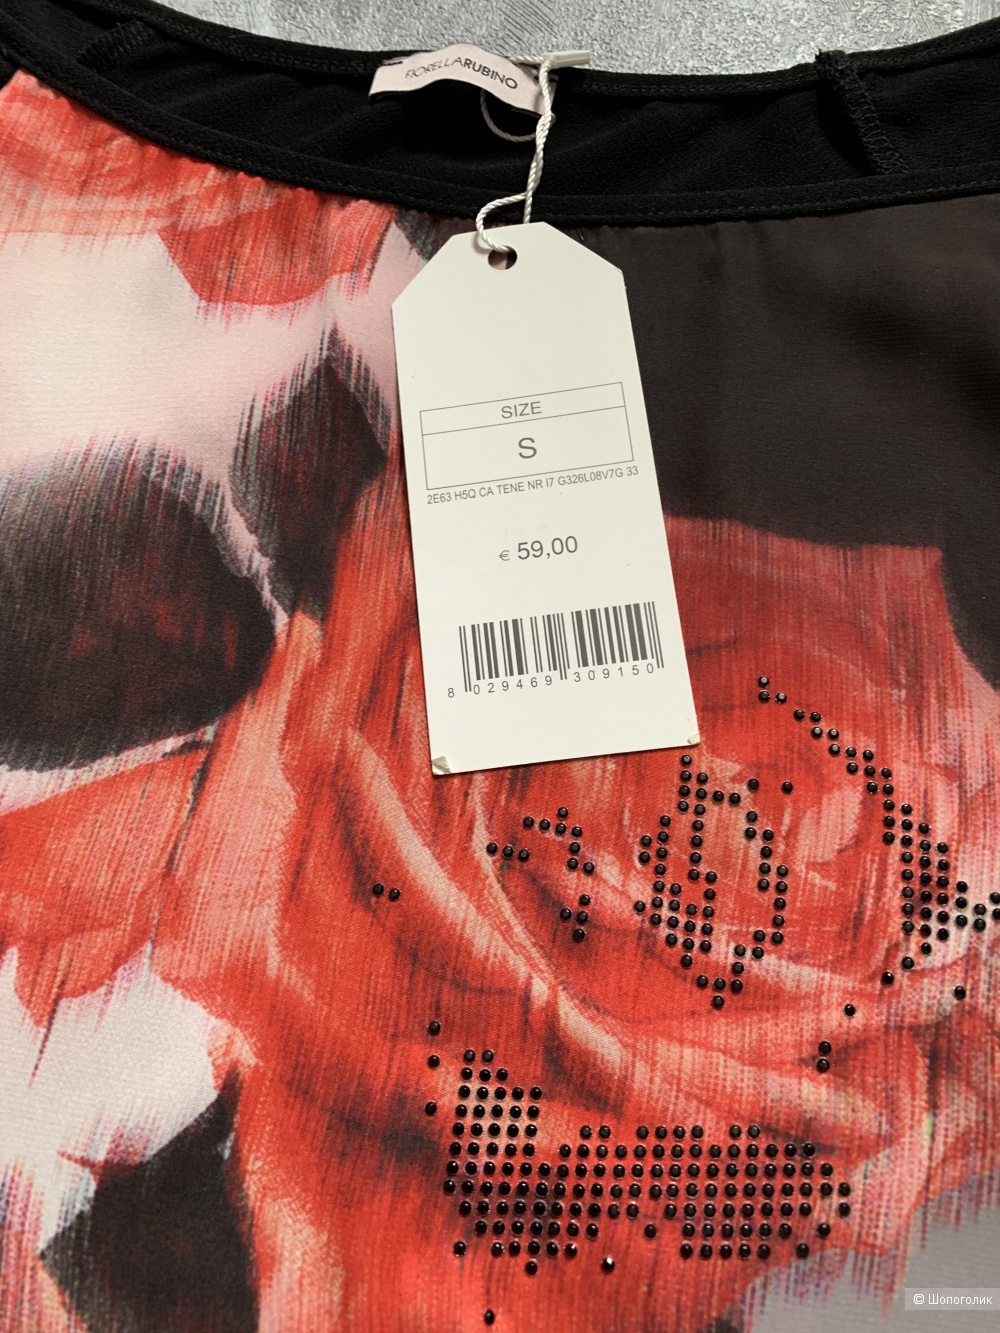 FIORELLARUBINO
SIZE
S
2E63 H5Q CA TENE NR I7 G326L08V7G 33
€ 59,00
8 029469 309150
© Шопоголик